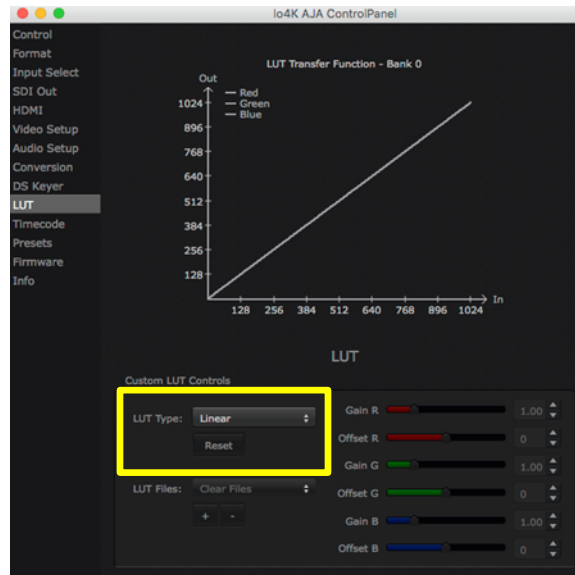 Io4K AJA ControlPanel
Control
Format
Input Select
SDI Out
HDMI
Video Setup
Audio Setup
Conversion
DS Keyer
LUT
Timecode
Presets
Firmware
Info
LUT Transfer Function - Bank 0
Out
Red
Green
Blue
1024
896
768
640
512
384
256
128
128 256 384 512 640 768 896 1024
In
LUT
Custom LUT Controls
LUT Type: Linear
Reset
LUT Files: Clear Files
+ -
Gain R 1.00
Offset R 0
Gain G 1.00
Offset G 0
Gain B 1.00
Offset B 0